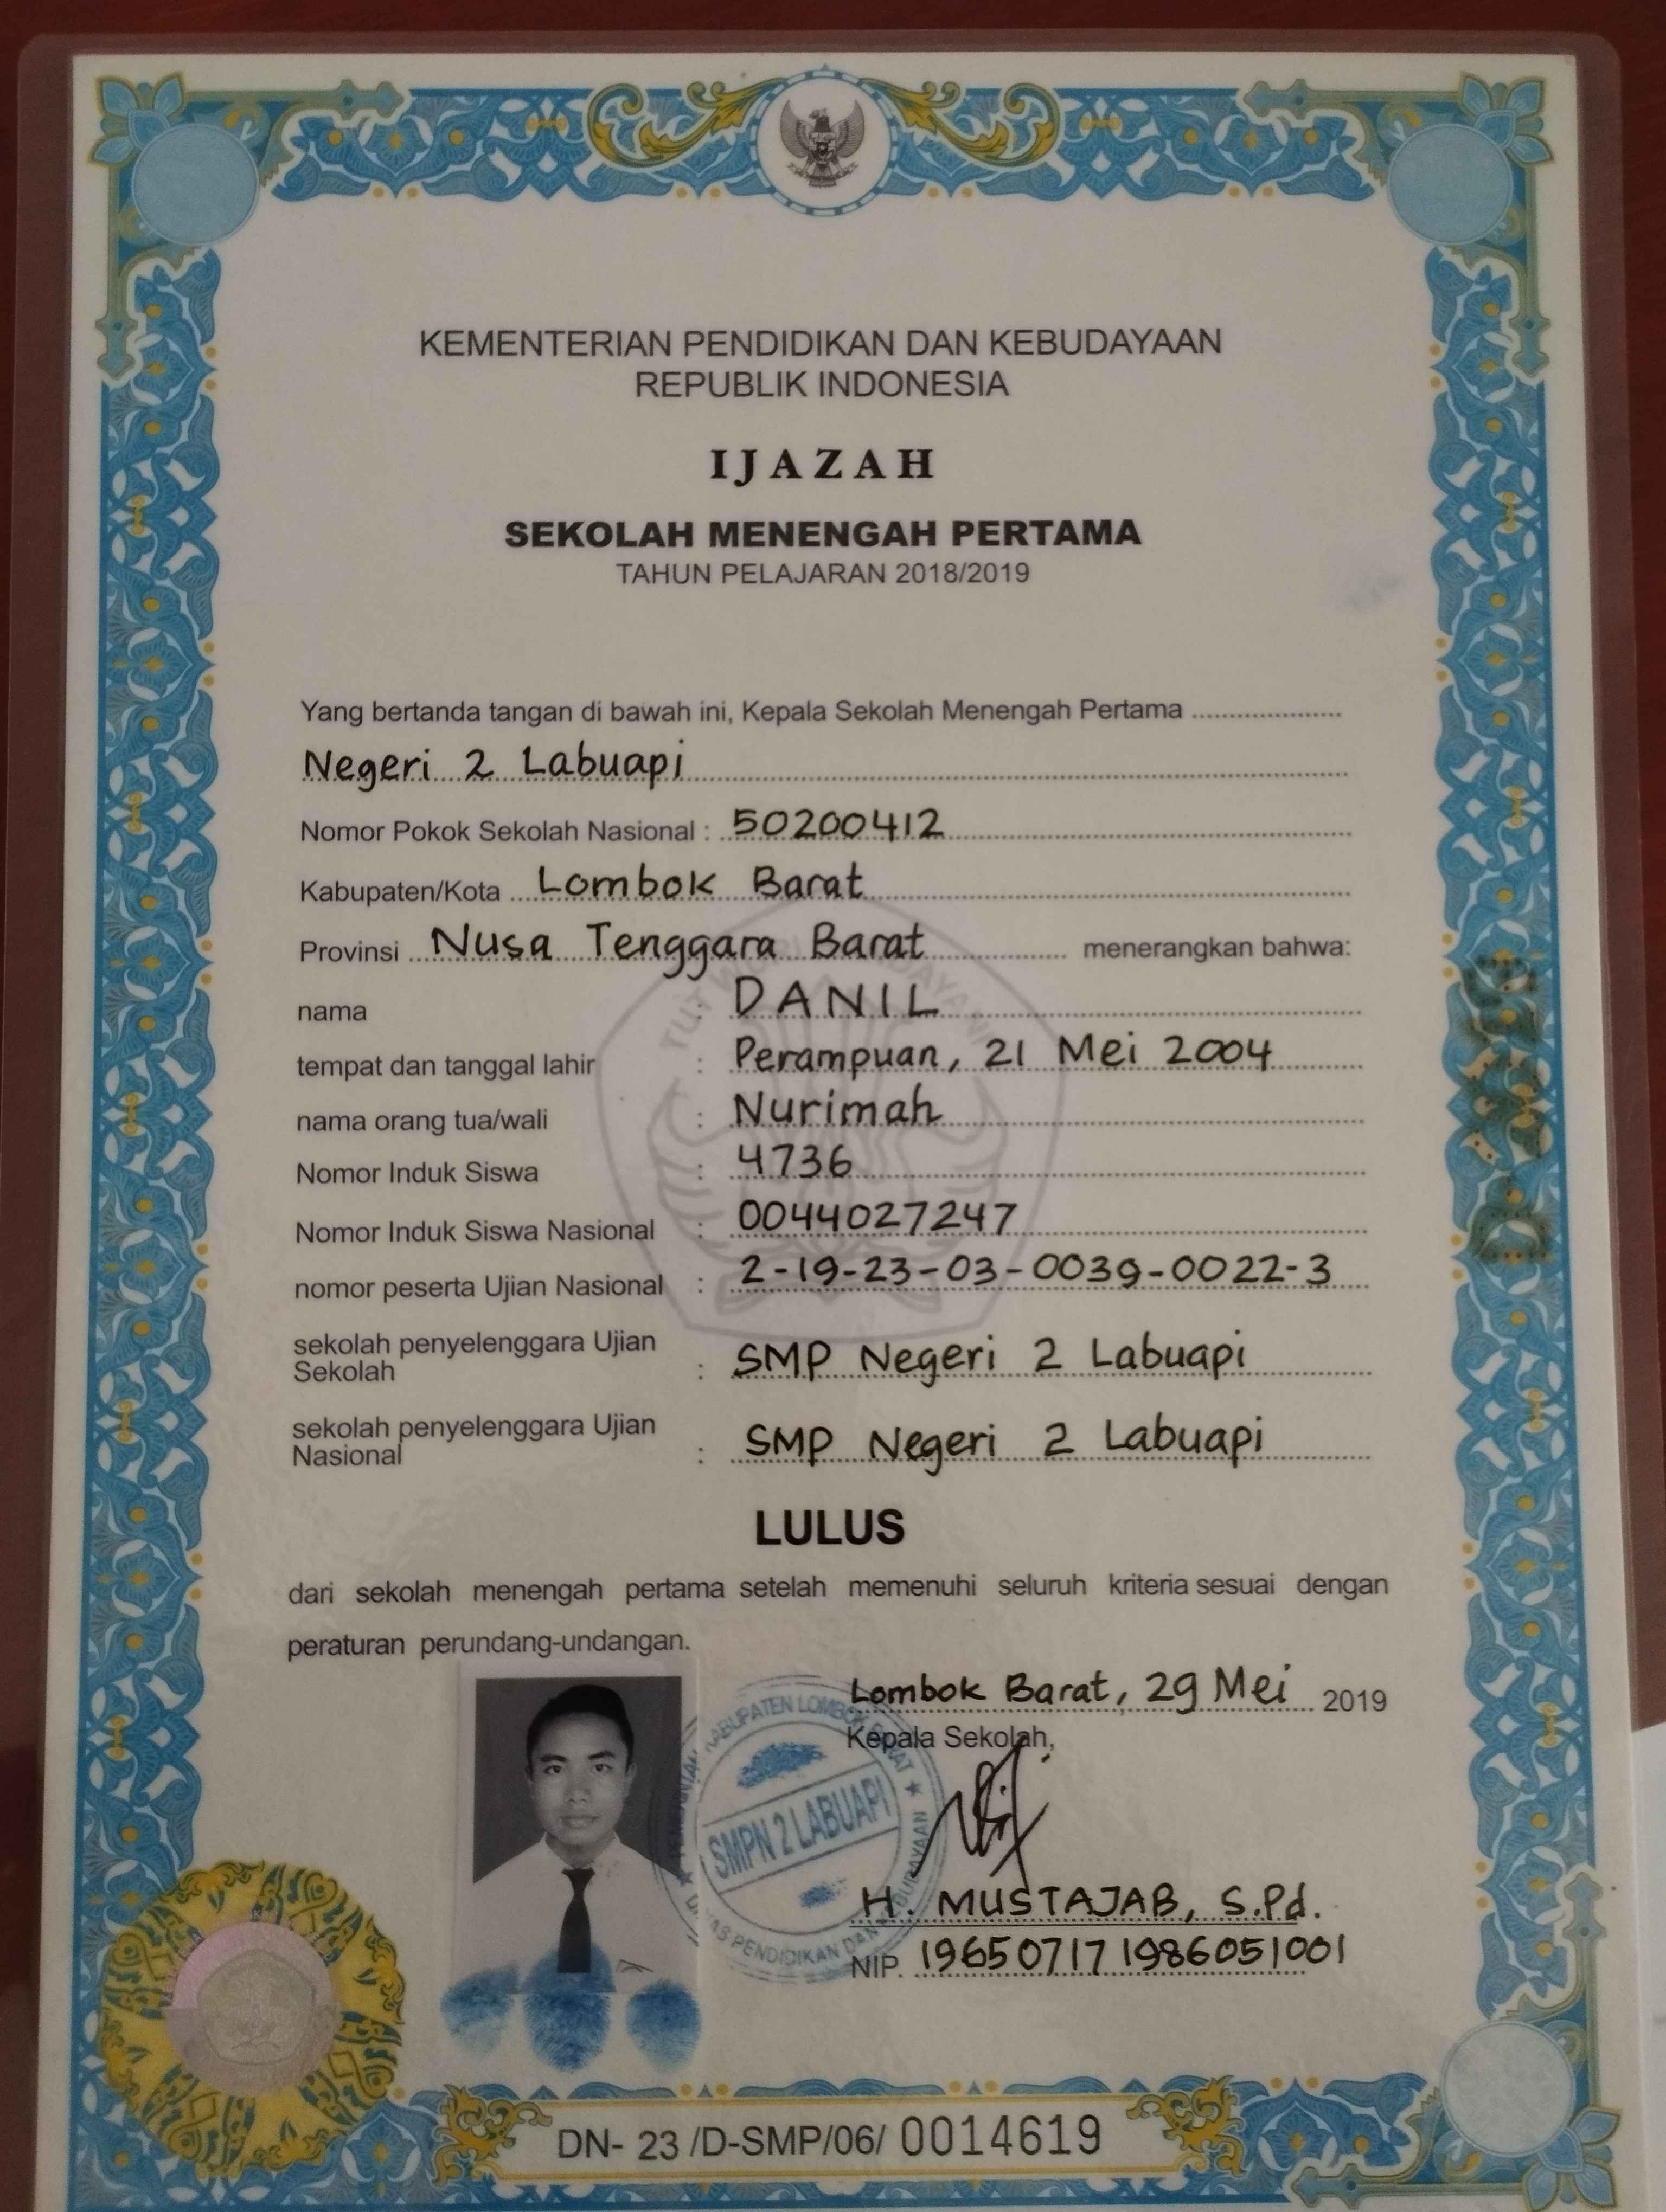 KEMENTERIAN PENDIDIKAN DAN KEBUDAYAAN
REPUBLIK INDONESIA
IJAZAH
SEKOLAH MENENGAH PERTAMA
TAHUN PELAJARAN 2018/2019
Yang bertanda tangan di bawah ini, Kepala Sekolah Menengah Pertama
Negeri 2 Labuapi
Nomor Pokok Sekolah Nasional : 50200412
Kabupaten/Kota Lombok Barat
Provinsi Nusa Tenggara Barat menerangkan bahwa:
nama : DANIL
tempat dan tanggal lahir : Perampuan, 21 Mei 2004
nama orang tua/wali : Nurimah
Nomor Induk Siswa : 4736
Nomor Induk Siswa Nasional : 0044027247
nomor peserta Ujian Nasional : 2-19-23-03-0039-0022-3
sekolah penyelenggara Ujian
Sekolah : SMP Negeri 2 Labuapi
sekolah penyelenggara Ujian
Nasional : SMP Negeri 2 Labuapi
LULUS
dari sekolah menengah pertama setelah memenuhi seluruh kriteria sesuai dengan
peraturan perundang-undangan.
Lombok Barat, 29 Mei 2019
Kepala Sekolah,
KABUPATEN LOMBOK BARAT
SMPN 2 LABUAPI
PENDIDIKAN DAN
H. MUSTAJAB, S.Pd.
NIP. 19650717 1986051001
DN- 23 /D-SMP/06/ 0014619